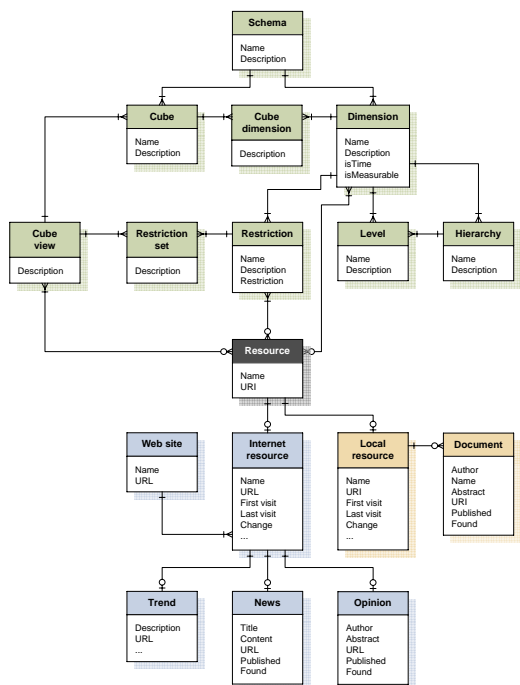 Schema
Name
Description
Cube
Name
Description
Cube
dimension
Description
Dimension
Name
Description
isTime
isMeasurable
Cube
view
Description
Restriction
set
Description
Restriction
Name
Description
Restriction
Level
Name
Description
Hierarchy
Name
Description
Resource
Name
URI
Web site
Name
URL
Internet
resource
Name
URL
First visit
Last visit
Change
...
Local
resource
Name
URI
First visit
Last visit
Change
...
Document
Author
Name
Abstract
URI
Published
Found
Trend
Description
URL
...
News
Title
Content
URL
Published
Found
Opinion
Author
Abstract
URL
Published
Found